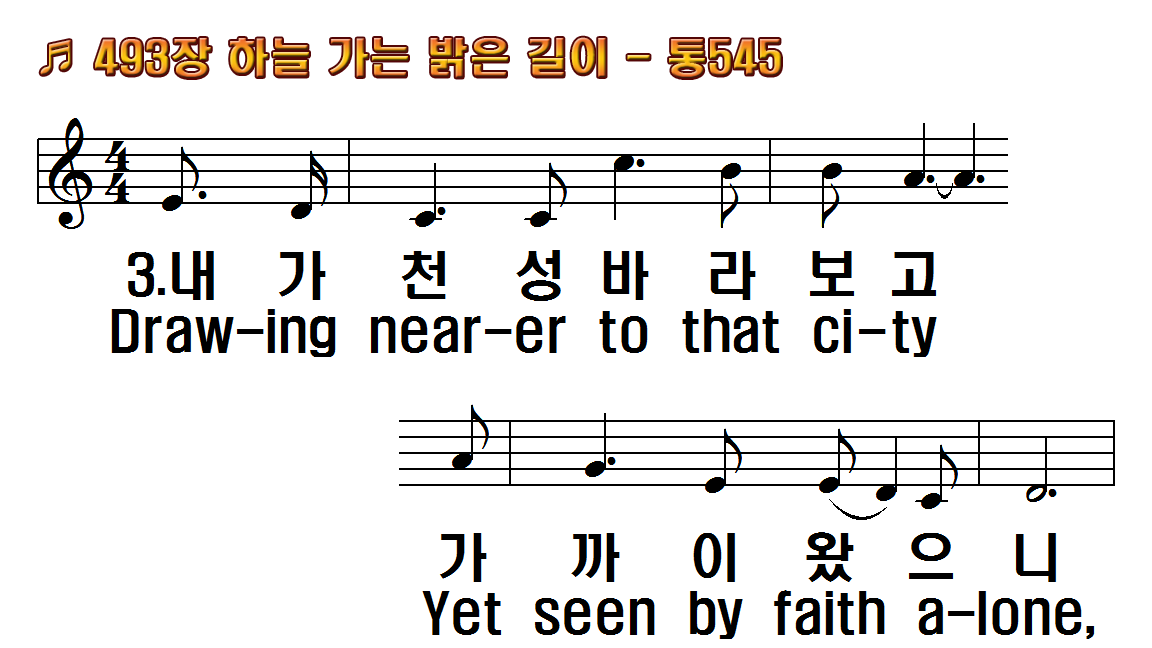 ♬ 493장 하늘 가는 밝은 길이 - 통545
4
4
3.내 가 천 성 바 라 보 고
Draw-ing near-er to that ci-ty
가 까 이 왔 으 니
Yet seen by faith a-lone,